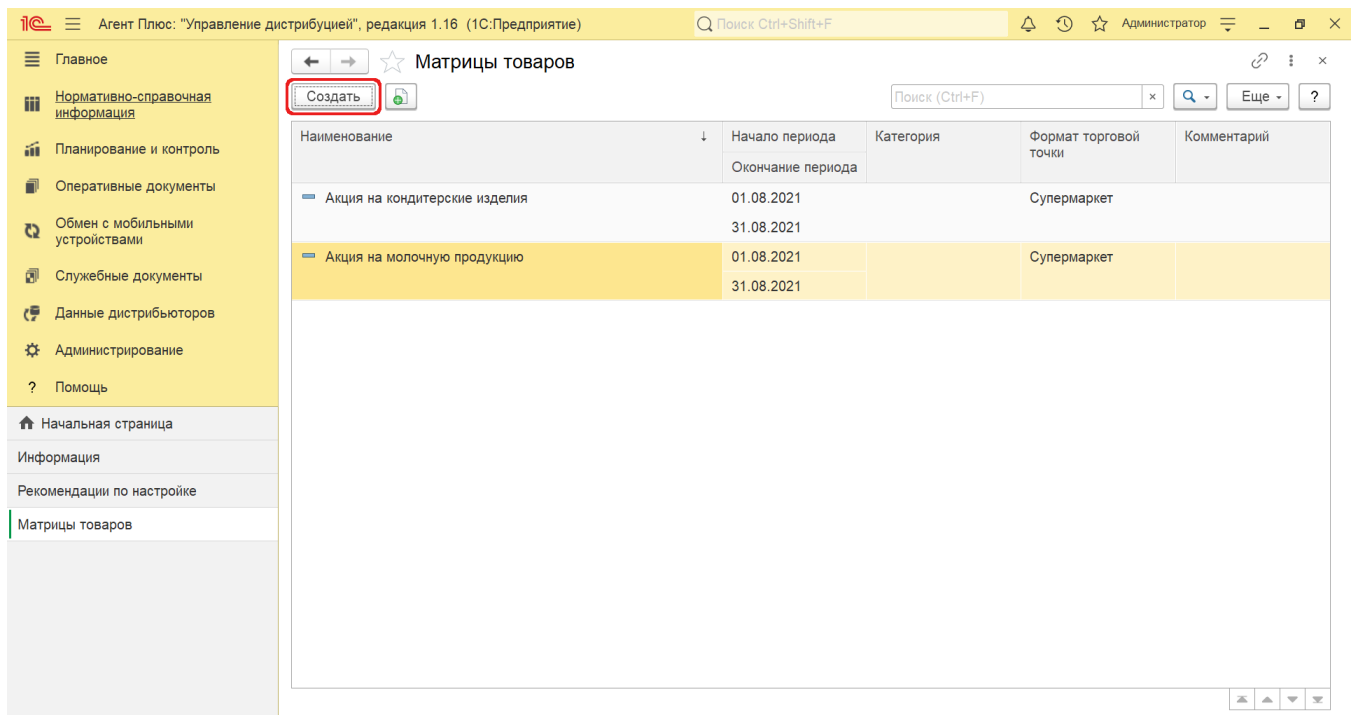 1С Агент Плюс: "Управление дистрибуцией", редакция 1.16 (1С:Предприятие) Поиск Ctrl+Shift+F Администратор
Главное
Нормативно-справочная
информация
Планирование и контроль
Оперативные документы
Обмен с мобильными
устройствами
Служебные документы
Данные дистрибьюторов
Администрирование
? Помощь
Начальная страница
Информация
Рекомендации по настройке
Матрицы товаров
Матрицы товаров
Создать Поиск (Ctrl+F) × Еще ?
Наименование ↓ Начало периода Категория Формат торговой Комментарий
точки
Окончание периода
Акция на кондитерские изделия 01.08.2021 Супермаркет
31.08.2021
Акция на молочную продукцию 01.08.2021 Супермаркет
31.08.2021